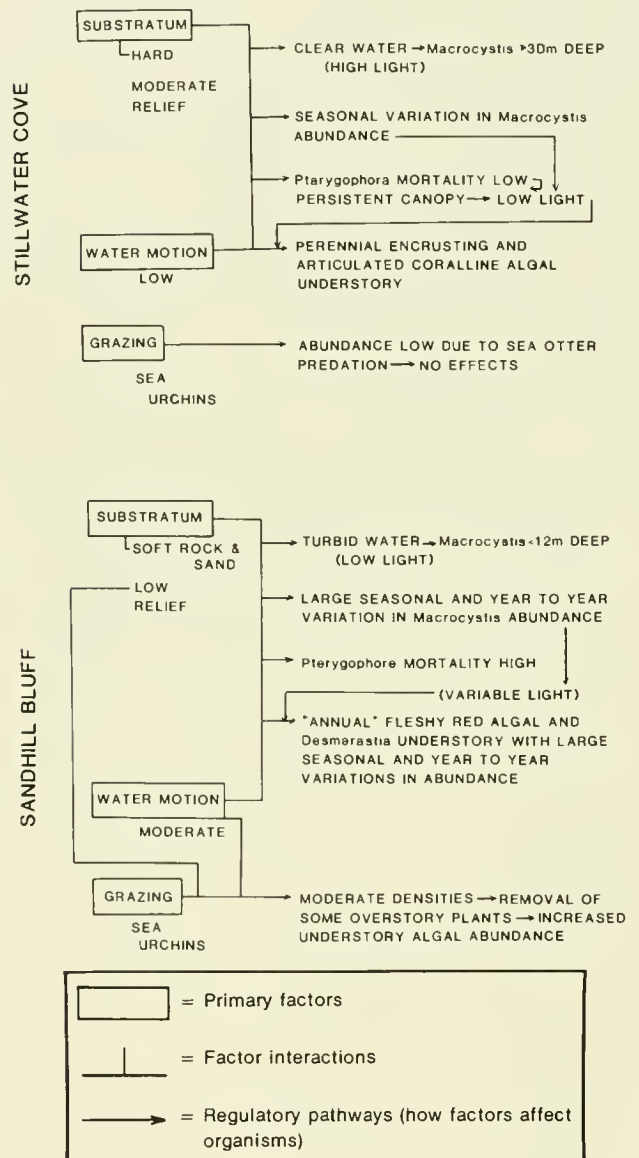 STILLWATER COVE
SUBSTRATUM
HARD
MODERATE
RELIEF
CLEAR WATER → Macrocystis >30m DEEP
(HIGH LIGHT)
SEASONAL VARIATION IN Macrocystis
ABUNDANCE
Ptarygophora MORTALITY LOW
PERSISTENT CANOPY → LOW LIGHT
WATER MOTION
LOW
PERENNIAL ENCRUSTING AND
ARTICULATED CORALLINE ALGAL
UNDERSTORY
GRAZING
SEA
URCHINS
ABUNDANCE LOW DUE TO SEA OTTER
PREDATION → NO EFFECTS
SANDHILL BLUFF
SUBSTRATUM
SOFT ROCK &
SAND
LOW
RELIEF
TURBID WATER → Macrocystis <12m DEEP
(LOW LIGHT)
LARGE SEASONAL AND YEAR TO YEAR
VARIATION IN Macrocystis ABUNDANCE
Pterygophore MORTALITY HIGH
(VARIABLE LIGHT)
"ANNUAL" FLESHY RED ALGAL AND
Desmerastia UNDERSTORY WITH LARGE
SEASONAL AND YEAR TO YEAR
VARIATIONS IN ABUNDANCE
WATER MOTION
MODERATE
GRAZING
SEA
URCHINS
MODERATE DENSITIES → REMOVAL OF
SOME OVERSTORY PLANTS → INCREASED
UNDERSTORY ALGAL ABUNDANCE
= Primary factors
= Factor interactions
= Regulatory pathways (how factors affect
organisms)